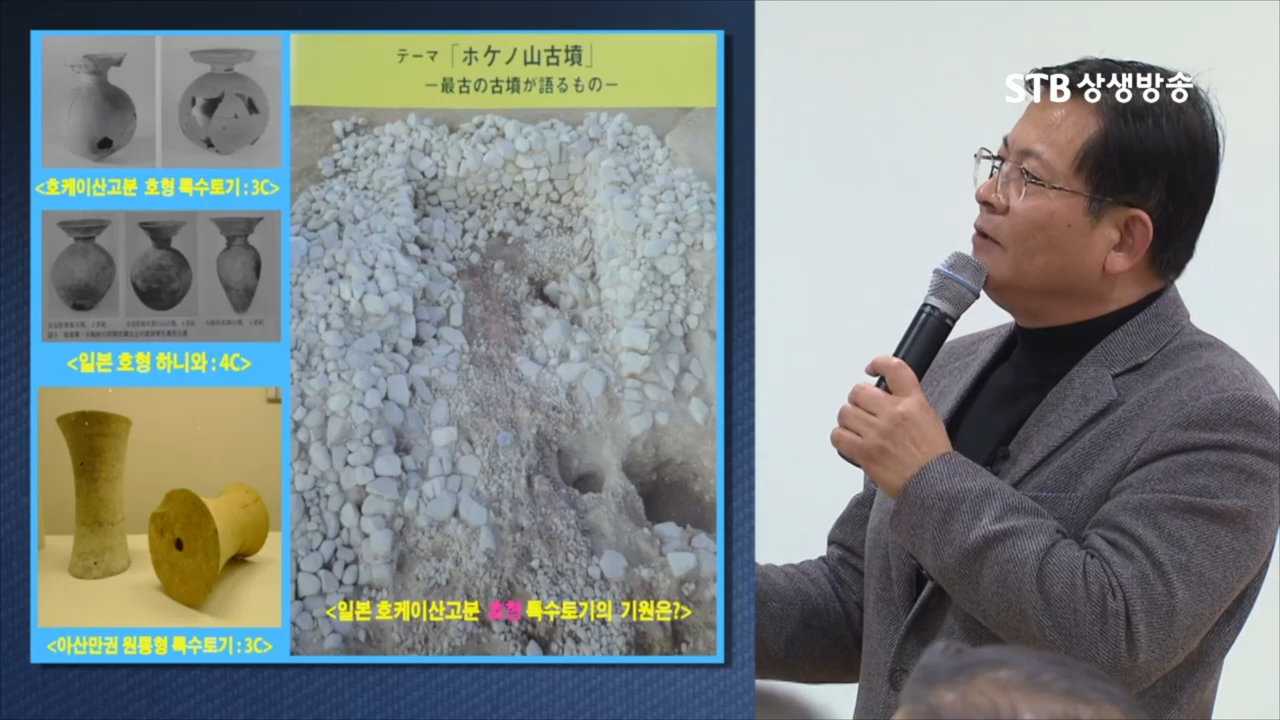 テーマ「ホケノ山古墳」
ー最古の古墳が語るものー
STB 상생방송
<호케이산고분 호형 특수토기 : 3C>
<일본 호형 하니와 : 4C>
<일본 호케이산고분 호형 특수토기의 기원은?>
<아산만권 원통형 특수토기 : 3C>